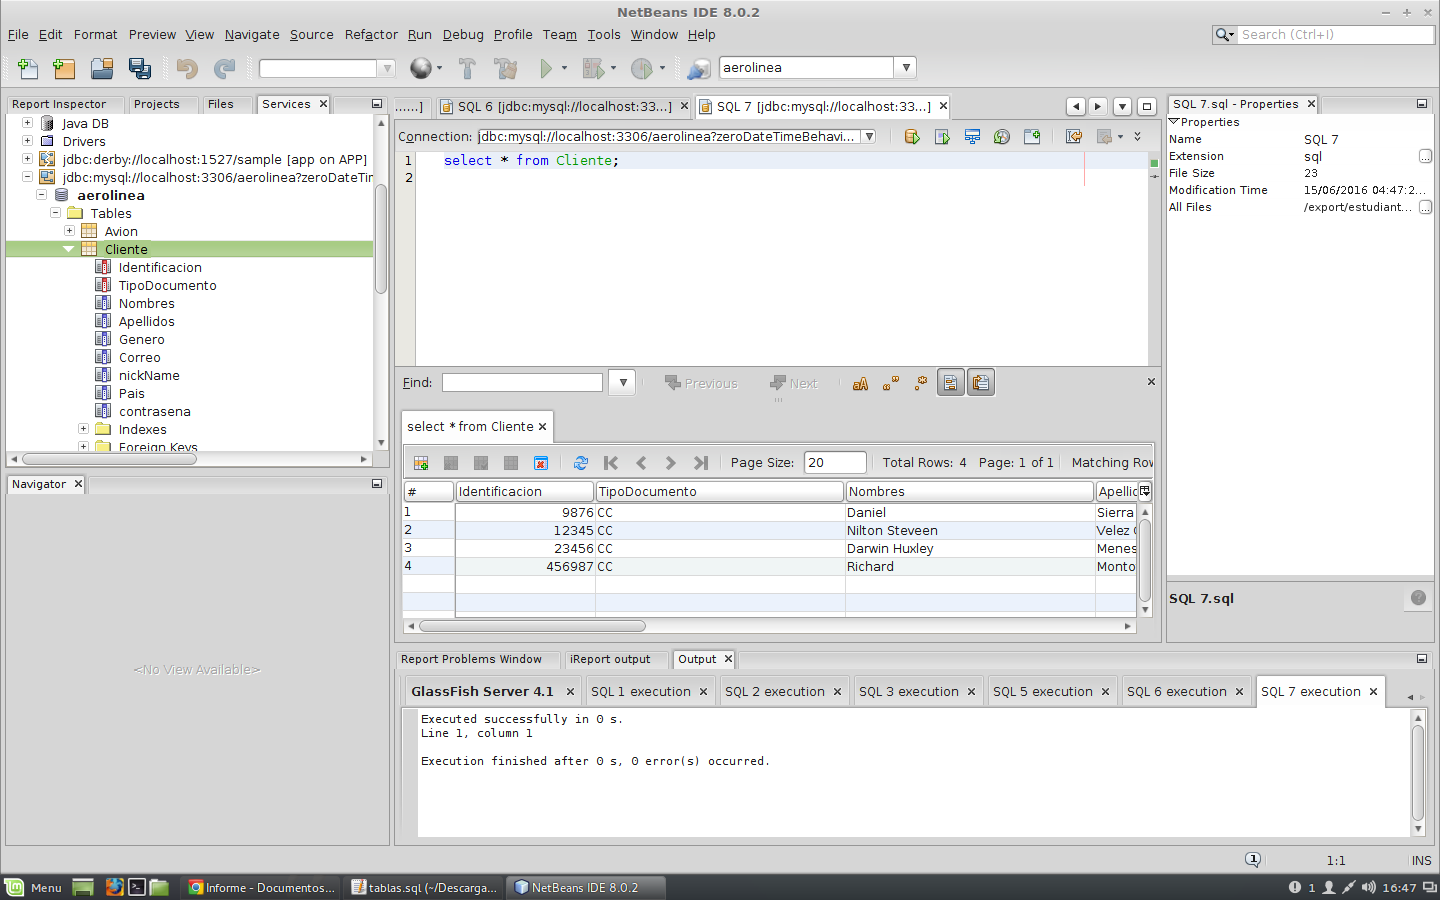 NetBeans IDE 8.0.2
File Edit Format Preview View Navigate Source Refactor Run Debug Profile Team Tools Window Help
Search (Ctrl+I)
aerolinea
Report Inspector Projects Files Services
Java DB
Drivers
jdbc:derby://localhost:1527/sample [app on APP]
jdbc:mysql://localhost:3306/aerolinea?zeroDateTir
aerolinea
Tables
Avion
Cliente
Identificacion
TipoDocumento
Nombres
Apellidos
Genero
Correo
nickName
Pais
contrasena
Indexes
Foreign Keys
Navigator
<No View Available>
......] SQL 6 [jdbc:mysql://localhost:33...] SQL 7 [jdbc:mysql://localhost:33...]
Connection: jdbc:mysql://localhost:3306/aerolinea?zeroDateTimeBehavi...
1 select * from Cliente;
2
Find: Previous Next
select * from Cliente
Page Size: 20 Total Rows: 4 Page: 1 of 1 Matching Rov
# Identificacion TipoDocumento Nombres Apellic
1 9876 CC Daniel Sierra
2 12345 CC Nilton Steveen Velez
3 23456 CC Darwin Huxley Menes
4 456987 CC Richard Monto
SQL 7.sql - Properties
Properties
Name SQL 7
Extension sql ...
File Size 23
Modification Time 15/06/2016 04:47:2...
All Files /export/estudiant... ...
SQL 7.sql
Report Problems Window iReport output Output
GlassFish Server 4.1 SQL 1 execution SQL 2 execution SQL 3 execution SQL 5 execution SQL 6 execution SQL 7 execution
Executed successfully in 0 s.
Line 1, column 1
Execution finished after 0 s, 0 error(s) occurred.
1 1:1 INS
Menu Informe - Documentos... tablas.sql (~/Descarga... NetBeans IDE 8.0.2 1 16:47